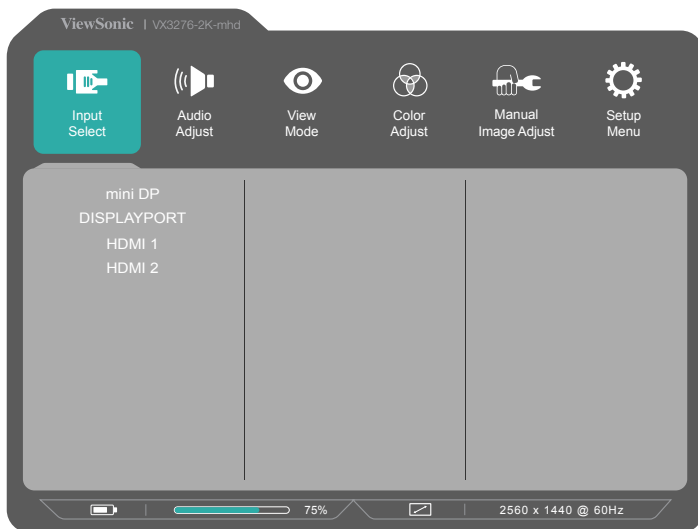 ViewSonic | VX3276-2K-mhd
Input
Select
Audio
Adjust
View
Mode
Color
Adjust
Manual
Image Adjust
Setup
Menu
mini DP
DISPLAYPORT
HDMI 1
HDMI 2
75%
2560 x 1440 @ 60Hz